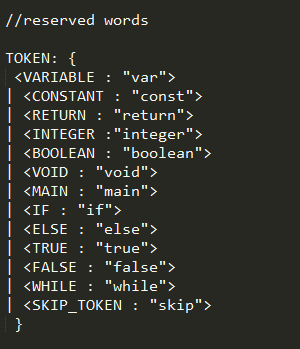 //reserved words
TOKEN: {
<VARIABLE : "var">
| <CONSTANT : "const">
| <RETURN : "return">
| <INTEGER :"integer">
| <BOOLEAN : "boolean">
| <VOID : "void">
| <MAIN : "main">
| <IF : "if">
| <ELSE : "else">
| <TRUE : "true">
| <FALSE : "false">
| <WHILE : "while">
| <SKIP_TOKEN : "skip">
}